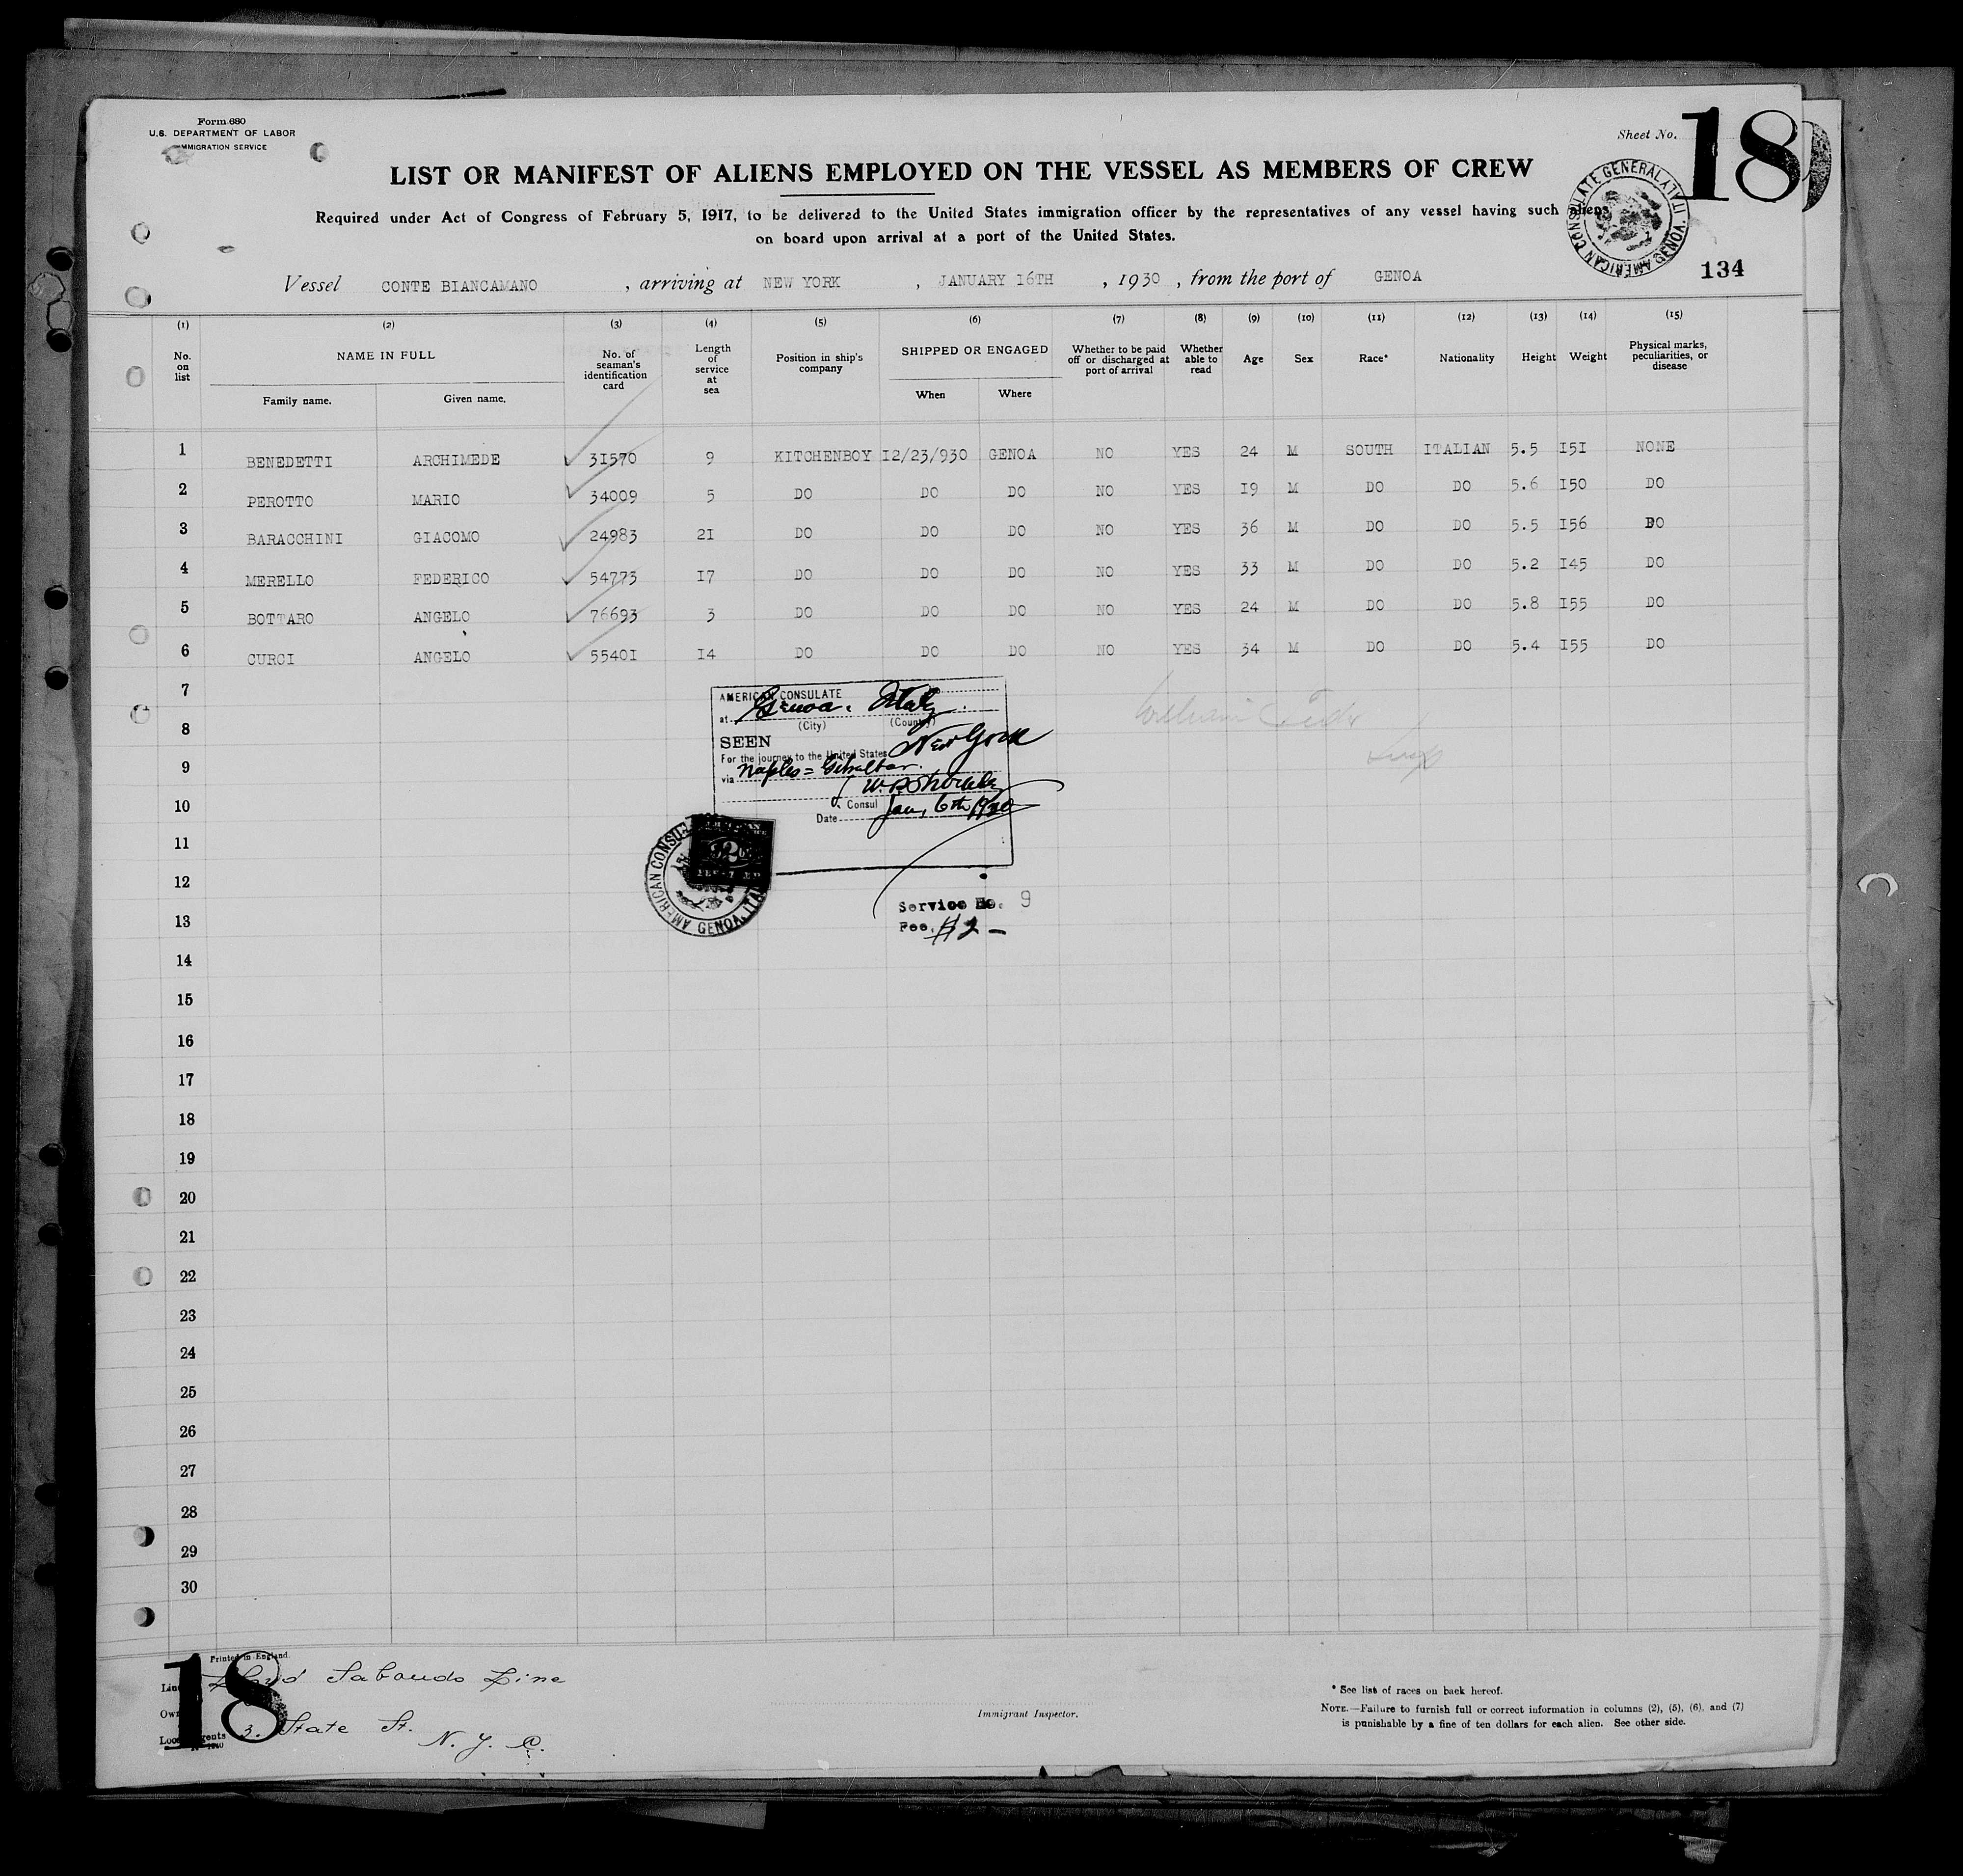 Form 680
U.S. DEPARTMENT OF LABOR
IMMIGRATION SERVICE
Sheet No. 18
LIST OR MANIFEST OF ALIENS EMPLOYED ON THE VESSEL AS MEMBERS OF CREW
Required under Act of Congress of February 5, 1917, to be delivered to the United States immigration officer by the representatives of any vessel having such aliens
on board upon arrival at a port of the United States.
AMERICAN CONSULATE GENERAL GENOA, ITALY
134
Vessel CONTE BIANCAMANO , arriving at NEW YORK , JANUARY 16TH , 1930 , from the port of GENOA
(1) (2) (3) (4) (5) (6) (7) (8) (9) (10) (11) (12) (13) (14) (15)
No. on list NAME IN FULL Family name. Given name. No. of seaman's identification card Length of service at sea Position in ship's company SHIPPED OR ENGAGED When Where Whether to be paid off or discharged at port of arrival Whether able to read Age Sex Race* Nationality Height Weight Physical marks, peculiarities, or disease
1 BENEDETTI ARCHIMEDE 31570 9 KITCHENBOY 12/23/930 GENOA NO YES 24 M SOUTH ITALIAN 5.5 151 NONE
2 PEROTTO MARIO 34009 5 DO DO DO NO YES 19 M DO DO 5.6 150 DO
3 BARACCHINI GIACOMO 24983 21 DO DO DO NO YES 36 M DO DO 5.5 156 DO
4 MERELLO FEDERICO 54773 17 DO DO DO NO YES 33 M DO DO 5.2 145 DO
5 BOTTARO ANGELO 76693 3 DO DO DO NO YES 24 M DO DO 5.8 155 DO
6 CURCI ANGELO 55401 14 DO DO DO NO YES 34 M DO DO 5.4 155 DO
7
8
9
10
11
12
13
14
15
16
17
18
19
20
21
22
23
24
25
26
27
28
29
30
AMERICAN CONSULATE
at Genoa. Italy.
(City) (Country)
SEEN
For the journey to the United States New York
via Naples = Gibraltar.
Consul
Date Jan, 6th 1930
AMERICAN CONSULATE GENOA, ITALY
Service No. 9
Fee. $2 -
William
Printed in England.
18
Line Lloyd Sabaudo Line
3. State St.
Local Agents
N. Y. C.
Immigrant Inspector.
* See list of races on back hereof.
NOTE.—Failure to furnish full or correct information in columns (2), (5), (6), and (7)
is punishable by a fine of ten dollars for each alien. See other side.